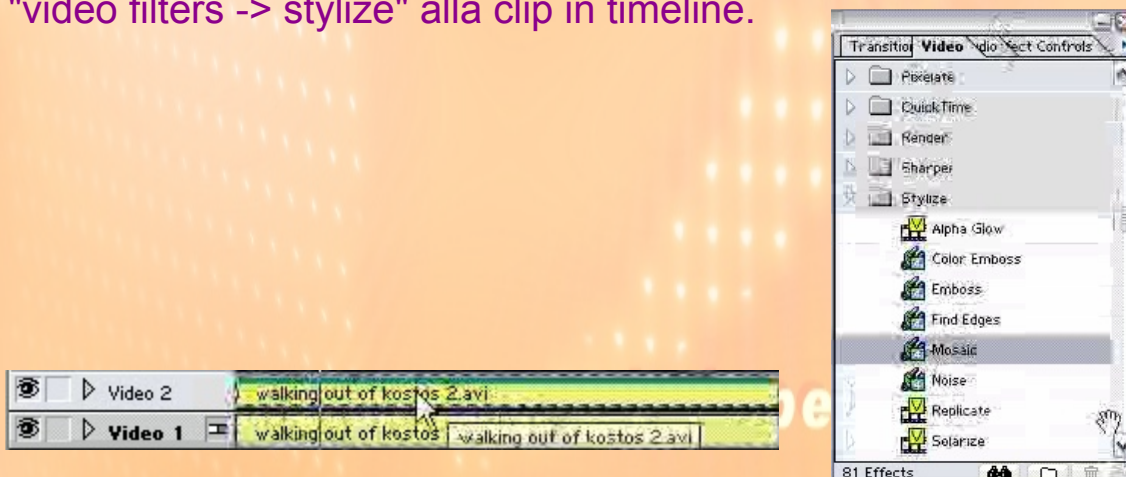 "video filters -> stylize" alla clip in timeline.
Video
ect Controls
Pixelate
QuickTime
Render
Sharpen
Stylize
Alpha Glow
Color Emboss
Emboss
Find Edges
Mosaic
Noise
Replicate
Solarize
81 Effects
Video 2
walking out of kostos 2.avi
Video 1
walking out of kostos
walking out of kostos 2.avi